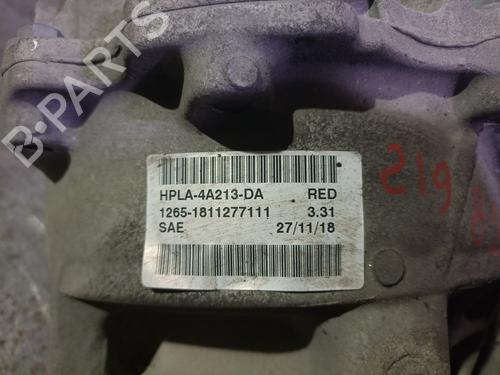 B-PARTS
HPLA-4A213-DA RED
1265-1811277111 3.31
SAE 27/11/18
219